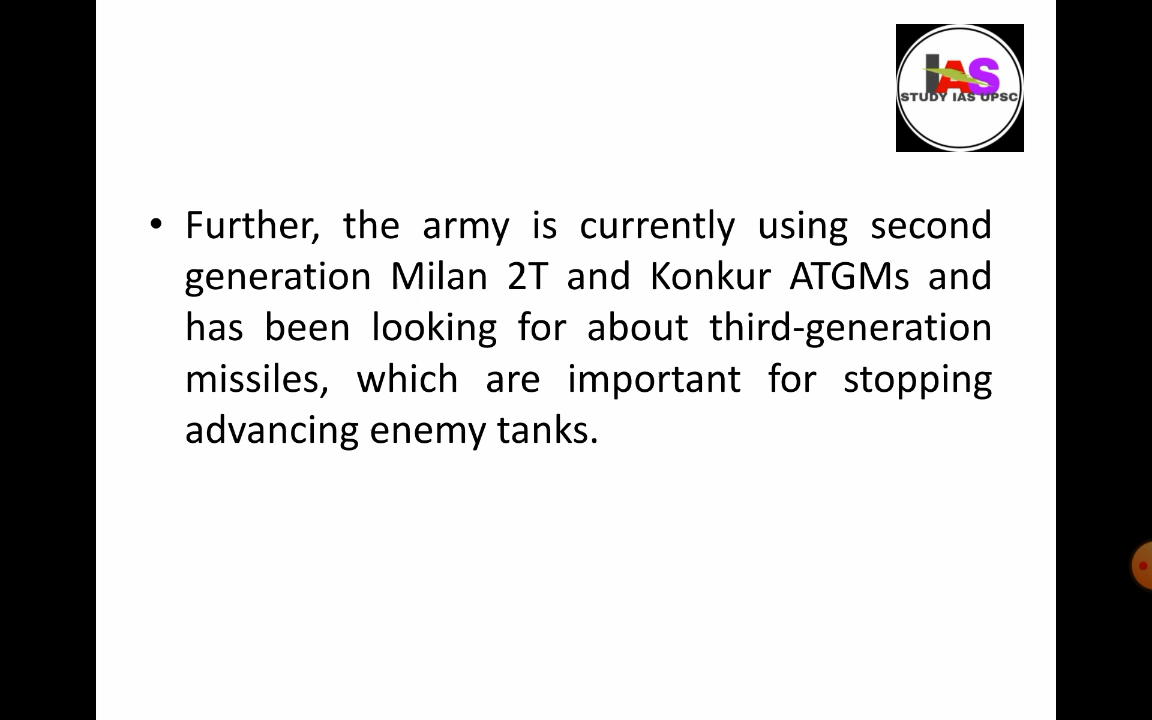 IAS
STUDY IAS UPSC
• Further, the army is currently using second
generation Milan 2T and Konkur ATGMs and
has been looking for about third-generation
missiles, which are important for stopping
advancing enemy tanks.